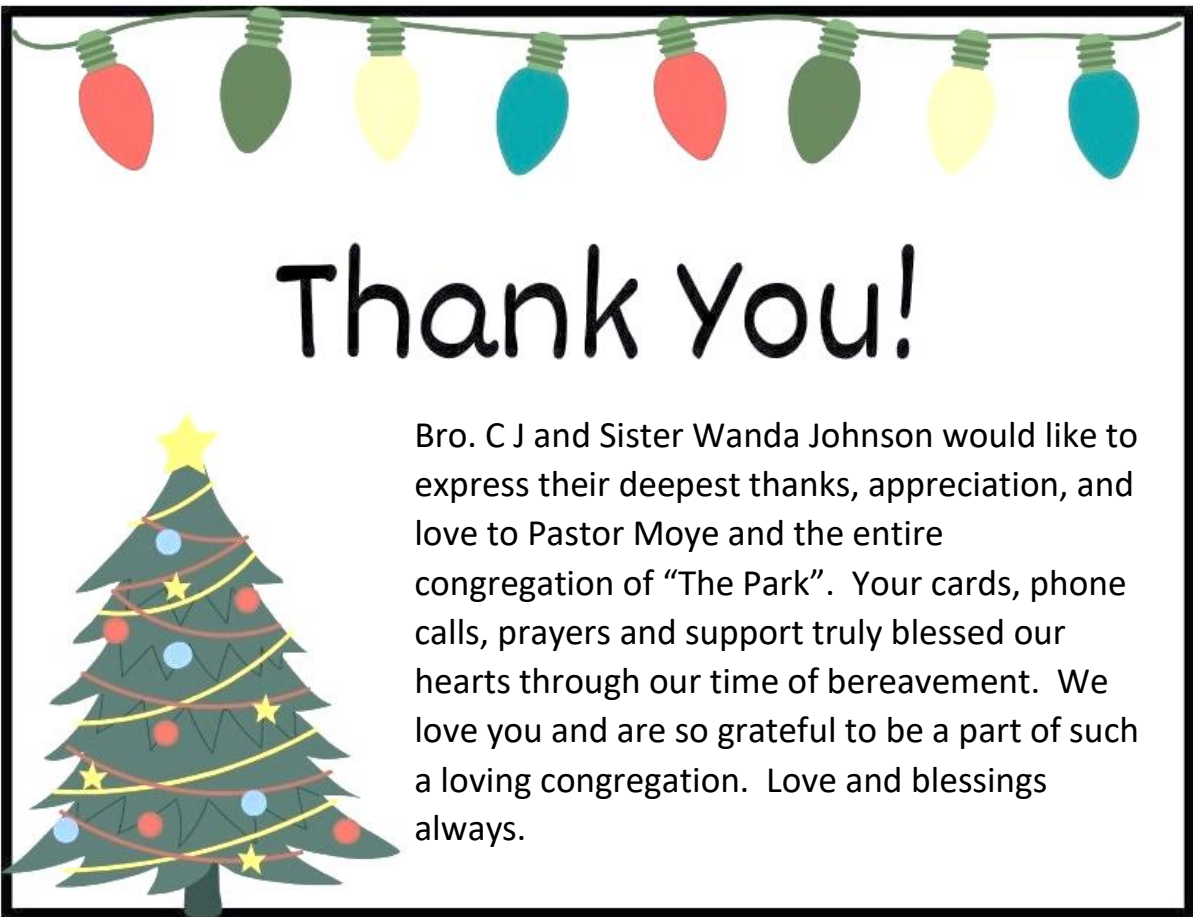 Thank You!
Bro. C J and Sister Wanda Johnson would like to
express their deepest thanks, appreciation, and
love to Pastor Moye and the entire
congregation of “The Park”.  Your cards, phone
calls, prayers and support truly blessed our
hearts through our time of bereavement.  We
love you and are so grateful to be a part of such
a loving congregation.  Love and blessings
always.